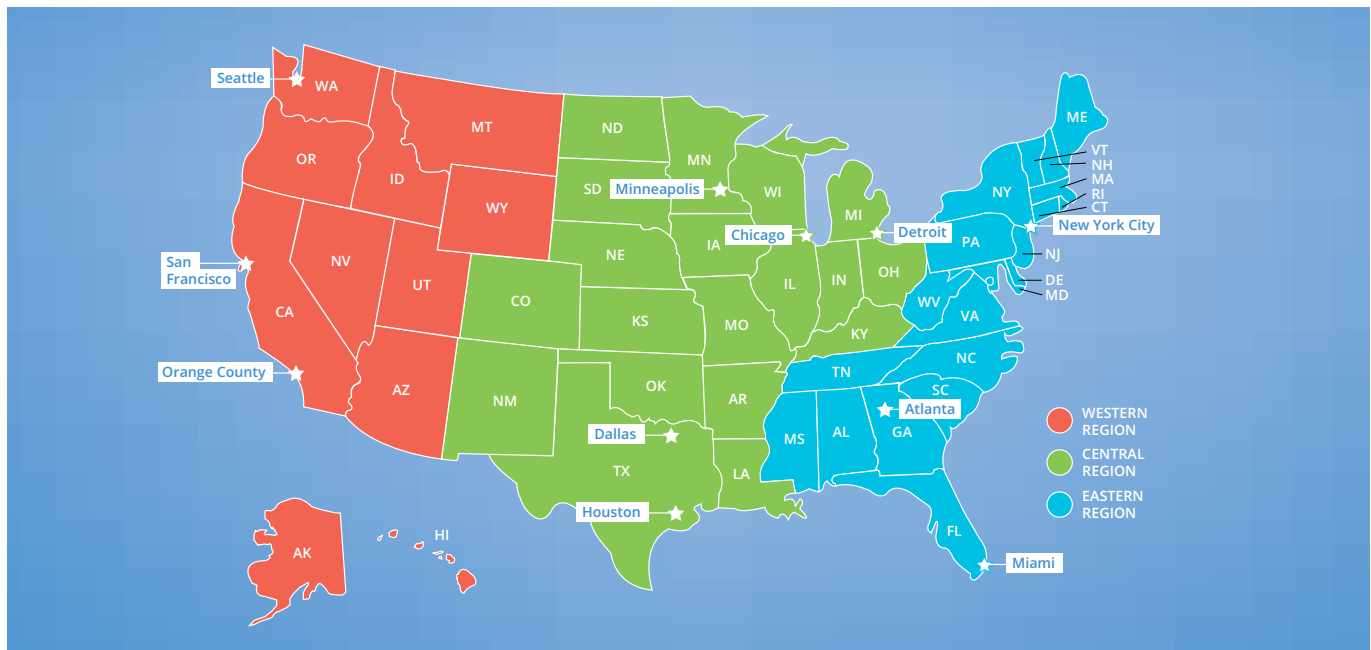 Seattle
WA
MT
ND
MN
ME
VT
NH
MA
RI
CT
OR
ID
WY
SD
Minneapolis
WI
MI
NY
New York City
San
Francisco
NV
UT
CO
NE
IA
Chicago
Detroit
PA
NJ
DE
MD
CA
KS
MO
IL
IN
OH
WV
VA
KY
Orange County
AZ
NM
OK
AR
TN
NC
SC
Atlanta
Dallas
TX
LA
MS
AL
GA
WESTERN
REGION
CENTRAL
REGION
EASTERN
REGION
Houston
AK
HI
FL
Miami